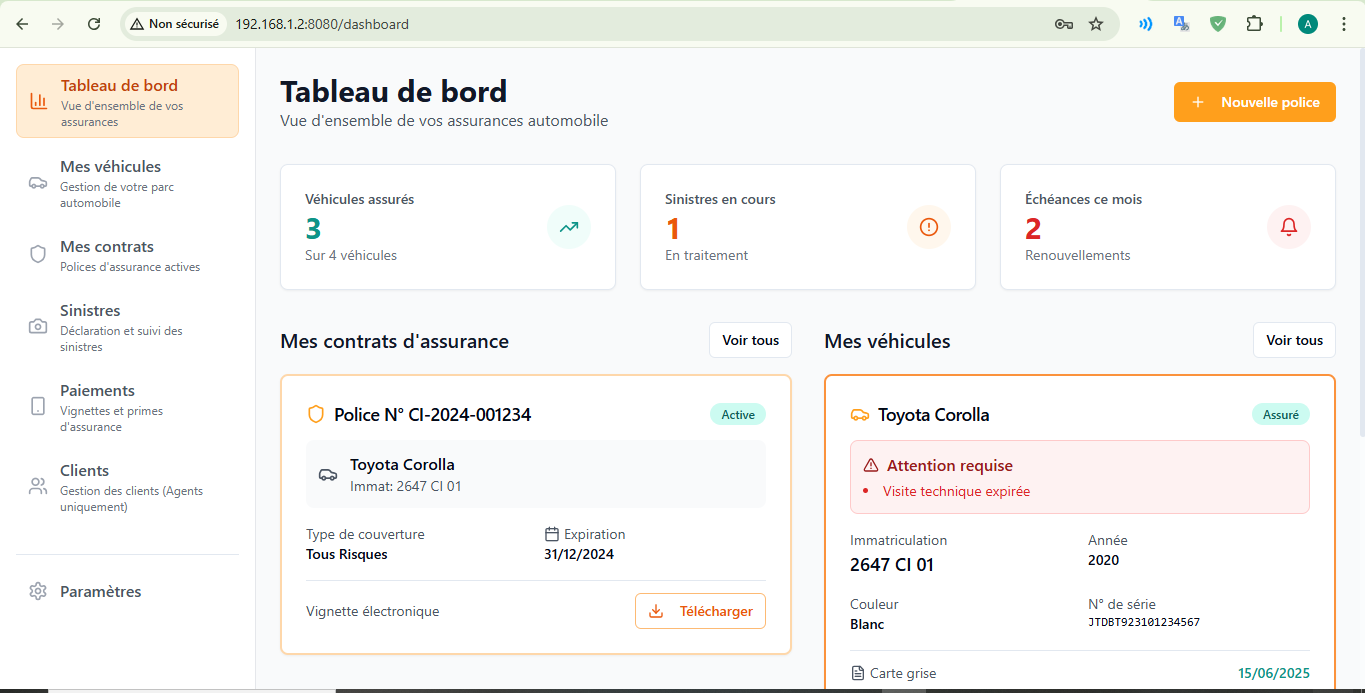 Non sécurisé
192.168.1.2:8080/dashboard
A
Tableau de bord
Vue d'ensemble de vos
assurances
Mes véhicules
Gestion de votre parc
automobile
Mes contrats
Polices d'assurance actives
Sinistres
Déclaration et suivi des
sinistres
Paiements
Vignettes et primes
d'assurance
Clients
Gestion des clients (Agents
uniquement)
Paramètres
Tableau de bord
Vue d'ensemble de vos assurances automobile
+ Nouvelle police
Véhicules assurés
3
Sur 4 véhicules
Sinistres en cours
1
En traitement
Échéances ce mois
2
Renouvellements
Mes contrats d'assurance
Voir tous
Police N° CI-2024-001234
Active
Toyota Corolla
Immat: 2647 CI 01
Type de couverture
Tous Risques
Expiration
31/12/2024
Vignette électronique
Télécharger
Mes véhicules
Voir tous
Toyota Corolla
Assuré
Attention requise
• Visite technique expirée
Immatriculation
2647 CI 01
Année
2020
Couleur
Blanc
N° de série
JTDBT923101234567
Carte grise
15/06/2025